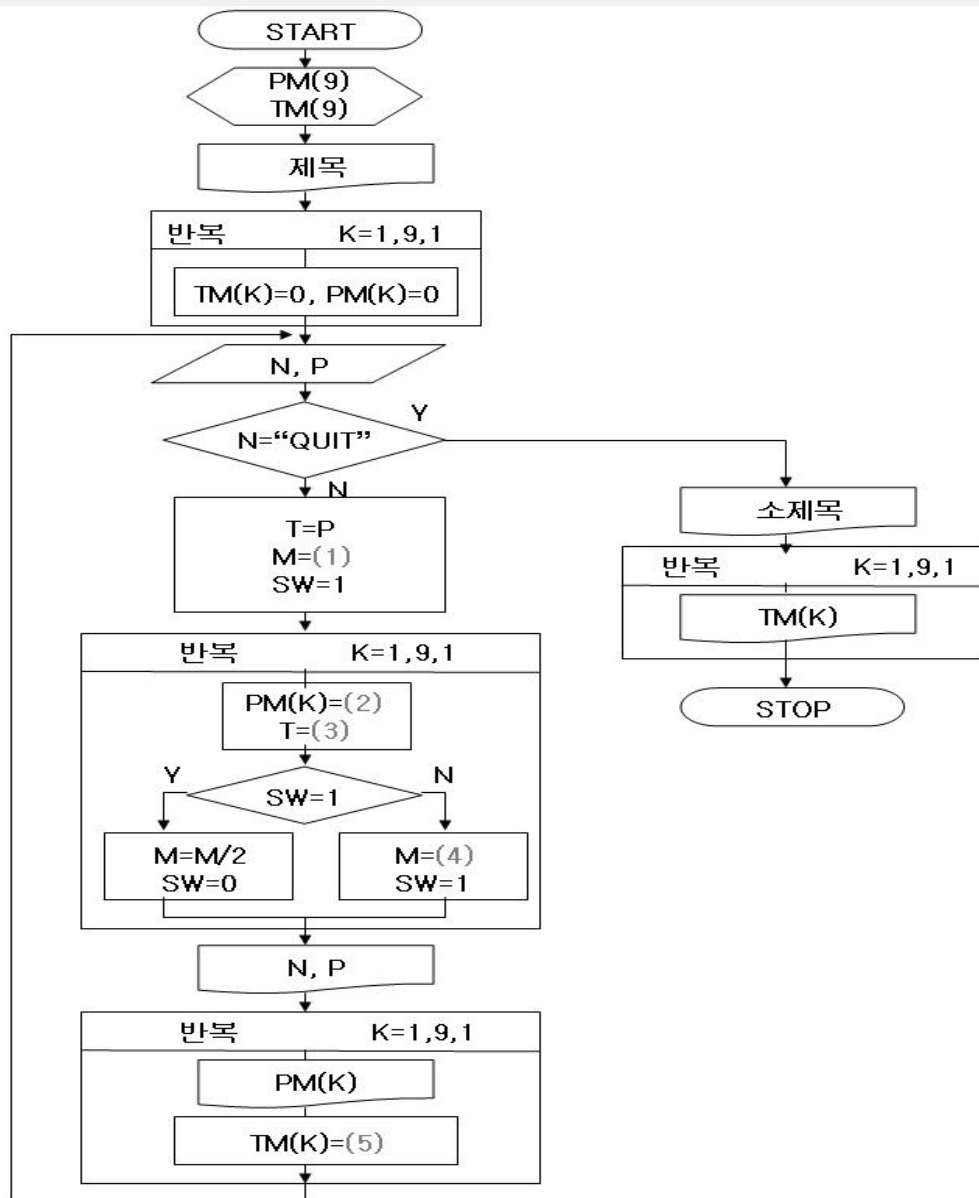 START
PM(9)
TM(9)
제목
반복 K=1,9,1
TM(K)=0, PM(K)=0
N, P
N=“QUIT”
Y
N
T=P
M=(1)
SW=1
반복 K=1,9,1
PM(K)=(2)
T=(3)
SW=1
Y
N
M=M/2
SW=0
M=(4)
SW=1
N, P
반복 K=1,9,1
PM(K)
TM(K)=(5)
소제목
반복 K=1,9,1
TM(K)
STOP